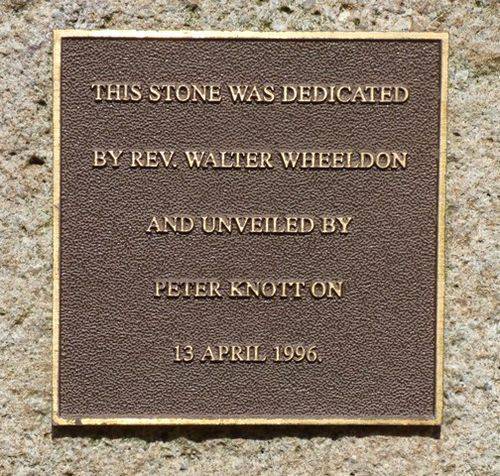 THIS STONE WAS DEDICATED
BY REV. WALTER WHEELDON
AND UNVEILED BY
PETER KNOTT ON
13 APRIL 1996.